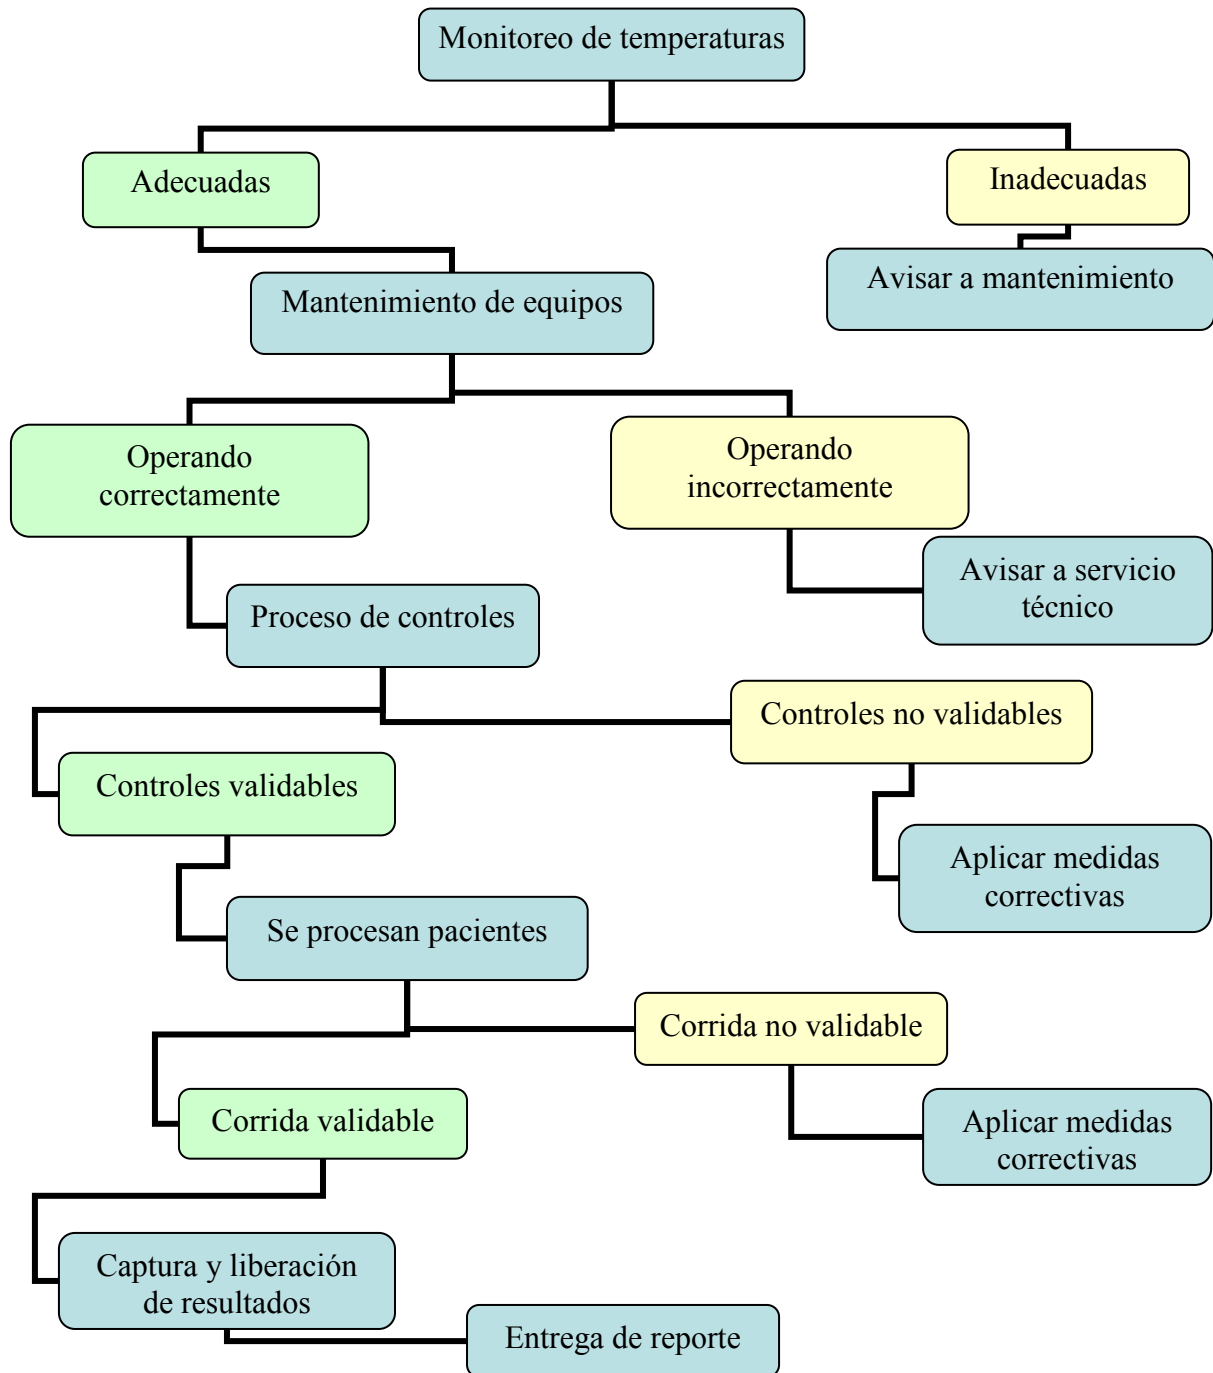 Monitoreo de temperaturas
Adecuadas
Inadecuadas
Avisar a mantenimiento
Mantenimiento de equipos
Operando
correctamente
Operando
incorrectamente
Avisar a servicio
técnico
Proceso de controles
Controles no validables
Controles validables
Aplicar medidas
correctivas
Se procesan pacientes
Corrida no validable
Corrida validable
Aplicar medidas
correctivas
Captura y liberación
de resultados
Entrega de reporte